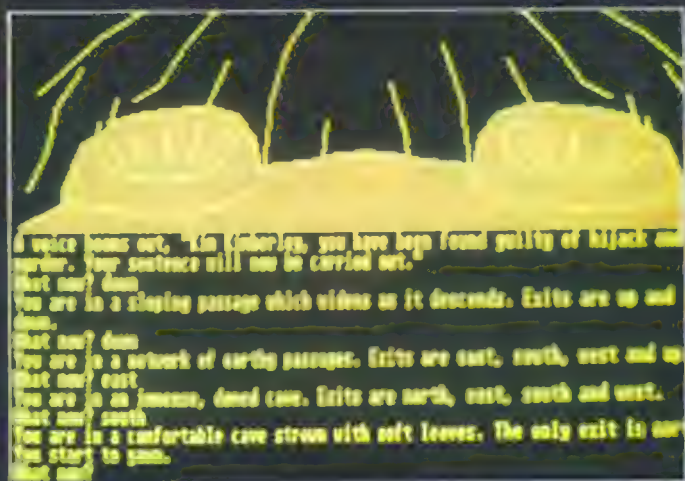 A voice booms out, "Kim Kimberley, you have been found guilty of hijack and
murder. Your sentence will now be carried out."
What now? down
You are in a sloping passage which widens as it descends. Exits are up and
down.
What now? down
You are in a network of earthy passages. Exits are east, south, west and up
What now? east
You are in an immense, domed cave. Exits are north, east, south and west.
What now? south
You are in a comfortable cave strewn with soft leaves. The only exit is
You start to yawn.
What now?